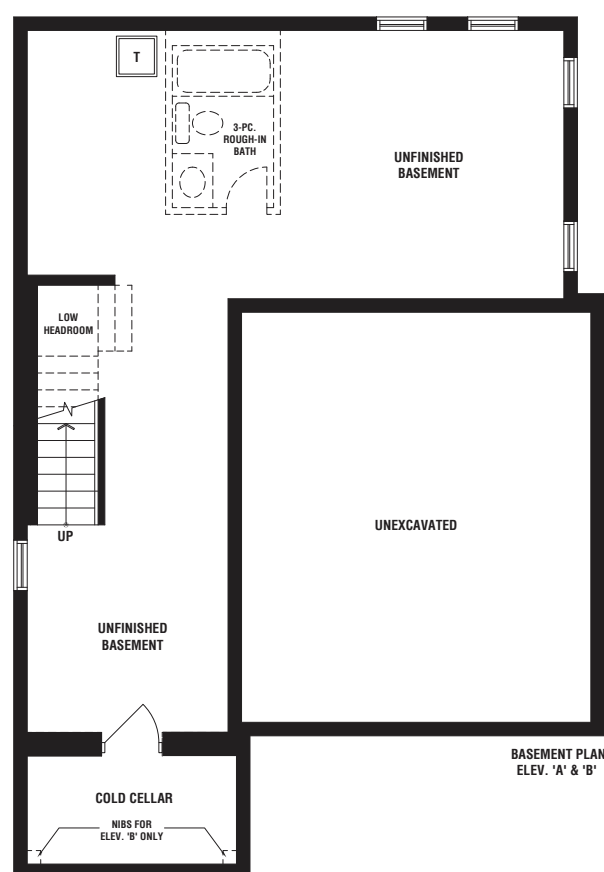 T
3-PC.
ROUGH-IN
BATH
UNFINISHED
BASEMENT
LOW
HEADROOM
UNEXCAVATED
UP
UNFINISHED
BASEMENT
BASEMENT PLAN
ELEV. 'A' & 'B'
COLD CELLAR
NIBS FOR
ELEV. 'B' ONLY